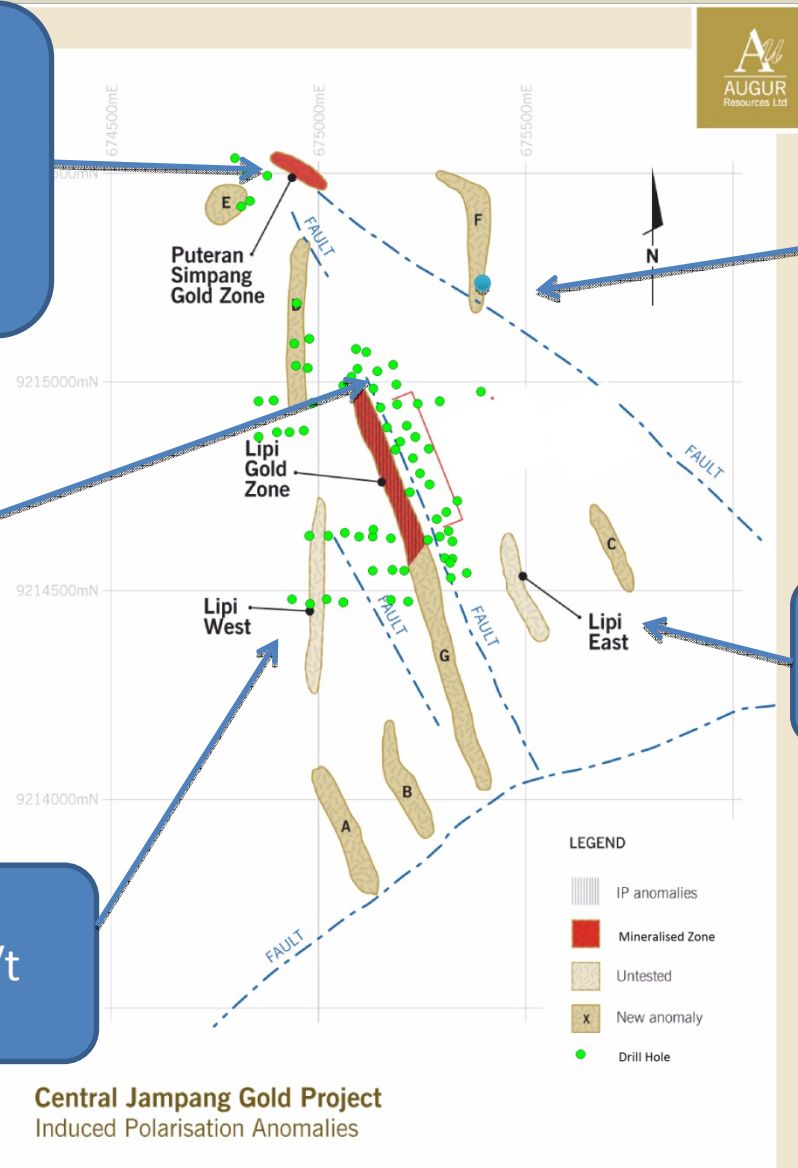 Au
AUGUR
Resources Ltd
674500mE
675000mE
675500mE
E
F
FAULT
N
Puteran
Simpang
Gold Zone
D
9215000mN
Lipi
Gold
Zone
FAULT
C
9214500mN
Lipi
West
FAULT
FAULT
Lipi
East
G
B
9214000mN
A
LEGEND
IP anomalies
Mineralised Zone
/t
Untested
FAULT
X New anomaly
Drill Hole
Central Jampang Gold Project
Induced Polarisation Anomalies